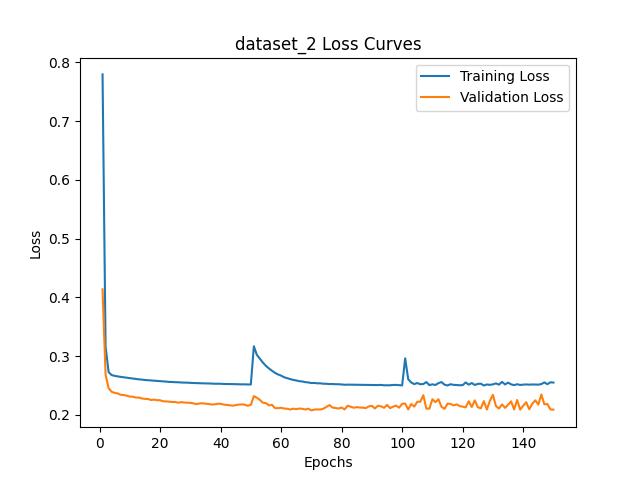 dataset_2 Loss Curves
Training Loss
Validation Loss
Loss
0.8
0.7
0.6
0.5
0.4
0.3
0.2
0 20 40 60 80 100 120 140
Epochs